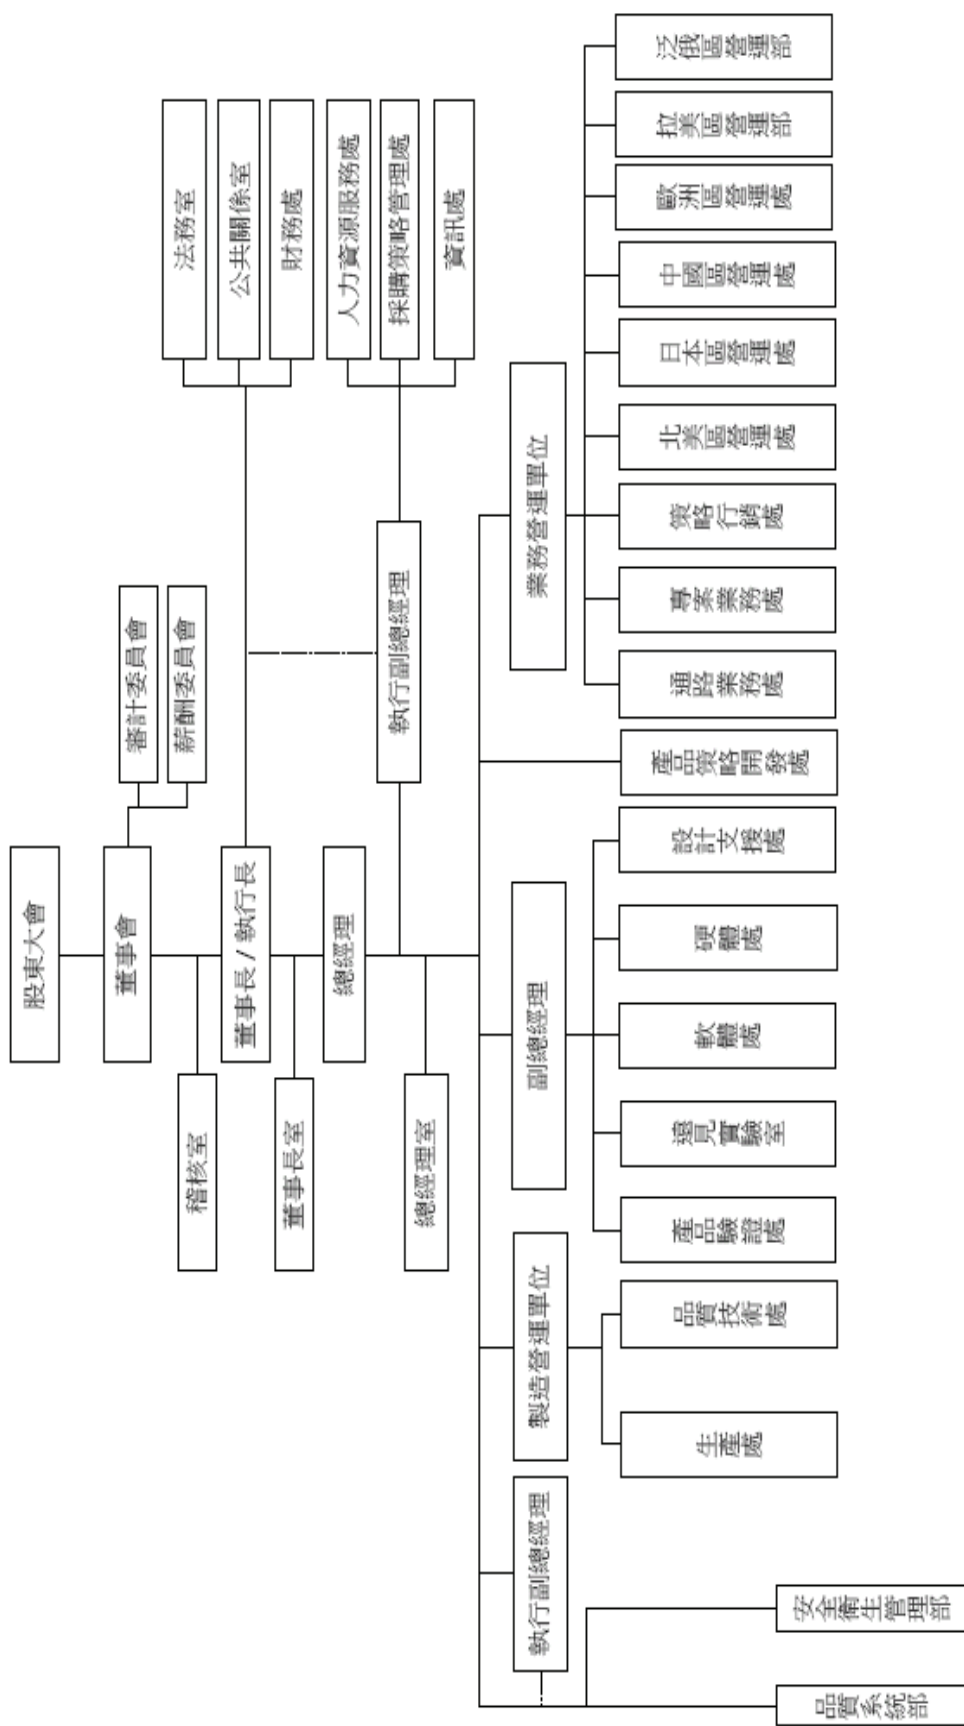 股東大會
董事會
審計委員會
薪酬委員會
稽核室
董事長 / 執行長
法務室
公共關係室
財務處
董事長室
總經理
執行副總經理
人力資源服務處
採購策略管理處
資訊處
總經理室
執行副總經理
製造營運單位
副總經理
業務營運單位
品質系統部
安全衛生管理部
生產處
品質技術處
產品驗證處
遠見實驗室
軟體處
硬體處
設計支援處
產品策略開發處
通路業務處
專案業務處
策略行銷處
北美區營運處
日本區營運處
中國區營運處
歐洲區營運處
拉美區營運部
泛俄區營運部